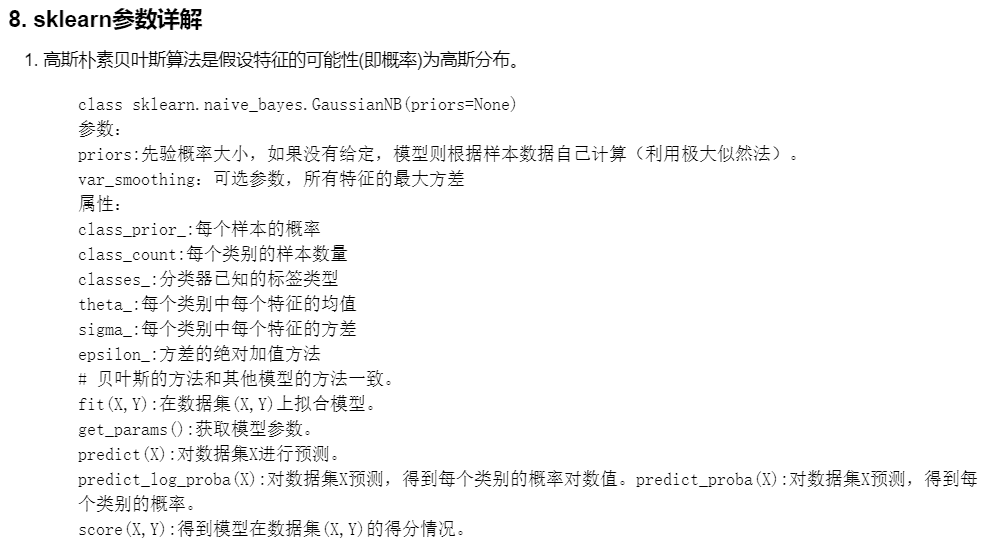 8. sklearn参数详解
1. 高斯朴素贝叶斯算法是假设特征的可能性(即概率)为高斯分布。
class sklearn.naive_bayes.GaussianNB(priors=None)
参数：
priors:先验概率大小，如果没有给定，模型则根据样本数据自己计算（利用极大似然法）。
var_smoothing：可选参数，所有特征的最大方差
属性：
class_prior_:每个样本的概率
class_count:每个类别的样本数量
classes_:分类器已知的标签类型
theta_:每个类别中每个特征的均值
sigma_:每个类别中每个特征的方差
epsilon_:方差的绝对加值方法
# 贝叶斯的方法和其他模型的方法一致。
fit(X,Y):在数据集(X,Y)上拟合模型。
get_params():获取模型参数。
predict(X):对数据集X进行预测。
predict_log_proba(X):对数据集X预测，得到每个类别的概率对数值。predict_proba(X):对数据集X预测，得到每
个类别的概率。
score(X,Y):得到模型在数据集(X,Y)的得分情况。